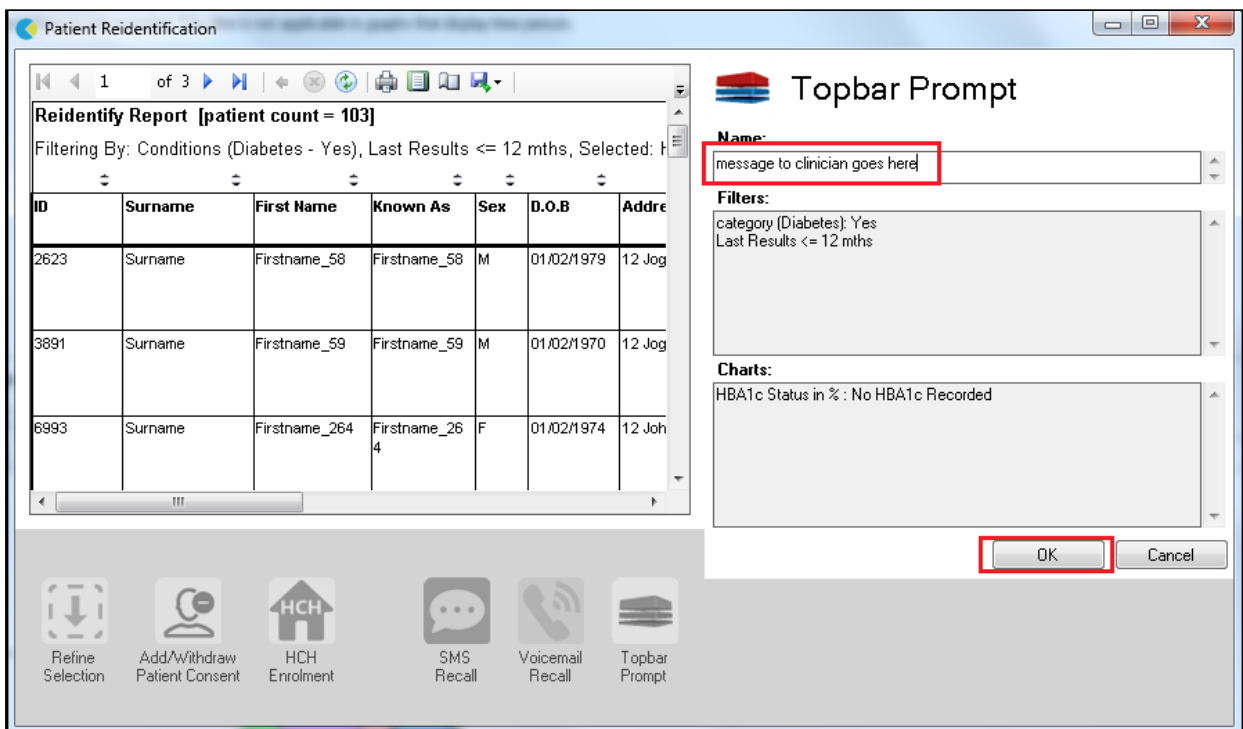 Patient Reidentification
1 of 3
Reidentify Report [patient count = 103]
Filtering By: Conditions (Diabetes - Yes), Last Results <= 12 mths, Selected: H
ID Surname First Name Known As Sex D.O.B Addre
2623 Surname Firstname_58 Firstname_58 M 01/02/1979 12 Jog
3891 Surname Firstname_59 Firstname_59 M 01/02/1970 12 Jog
6993 Surname Firstname_264 Firstname_26 F 01/02/1974 12 Joh
4
Topbar Prompt
Name:
message to clinician goes here
Filters:
category (Diabetes): Yes
Last Results <= 12 mths
Charts:
HBA1c Status in % : No HBA1c Recorded
OK Cancel
HCH
Refine Add/Withdraw HCH SMS Voicemail Topbar
Selection Patient Consent Enrolment Recall Recall Prompt